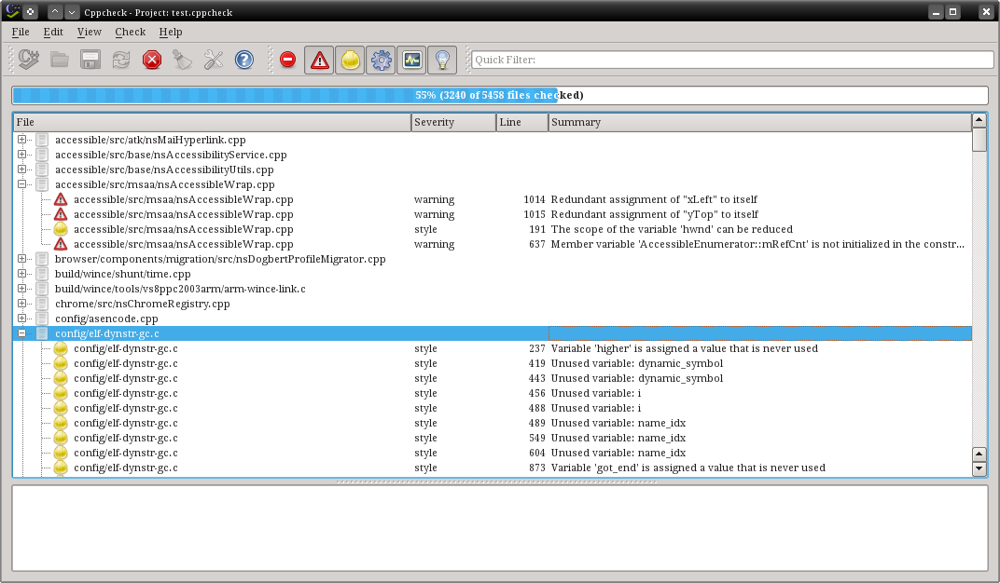 Cppcheck - Project: test.cppcheck
File Edit View Check Help
Quick Filter:
55% (3240 of 5458 files checked)
File Severity Line Summary
accessible/src/atk/nsMaiHyperlink.cpp
accessible/src/base/nsAccessibilityService.cpp
accessible/src/base/nsAccessibilityUtils.cpp
accessible/src/msaa/nsAccessibleWrap.cpp
accessible/src/msaa/nsAccessibleWrap.cpp warning 1014 Redundant assignment of "xLeft" to itself
accessible/src/msaa/nsAccessibleWrap.cpp warning 1015 Redundant assignment of "yTop" to itself
accessible/src/msaa/nsAccessibleWrap.cpp style 191 The scope of the variable 'hwnd' can be reduced
accessible/src/msaa/nsAccessibleWrap.cpp warning 637 Member variable 'AccessibleEnumerator::mRefCnt' is not initialized in the constr...
browser/components/migration/src/nsDogbertProfileMigrator.cpp
build/wince/shunt/time.cpp
build/wince/tools/vs8ppc2003arm/arm-wince-link.c
chrome/src/nsChromeRegistry.cpp
config/asencode.cpp
config/elf-dynstr-gc.c
config/elf-dynstr-gc.c style 237 Variable 'higher' is assigned a value that is never used
config/elf-dynstr-gc.c style 419 Unused variable: dynamic_symbol
config/elf-dynstr-gc.c style 443 Unused variable: dynamic_symbol
config/elf-dynstr-gc.c style 456 Unused variable: i
config/elf-dynstr-gc.c style 488 Unused variable: i
config/elf-dynstr-gc.c style 489 Unused variable: name_idx
config/elf-dynstr-gc.c style 549 Unused variable: name_idx
config/elf-dynstr-gc.c style 604 Unused variable: name_idx
config/elf-dynstr-gc.c style 873 Variable 'got_end' is assigned a value that is never used